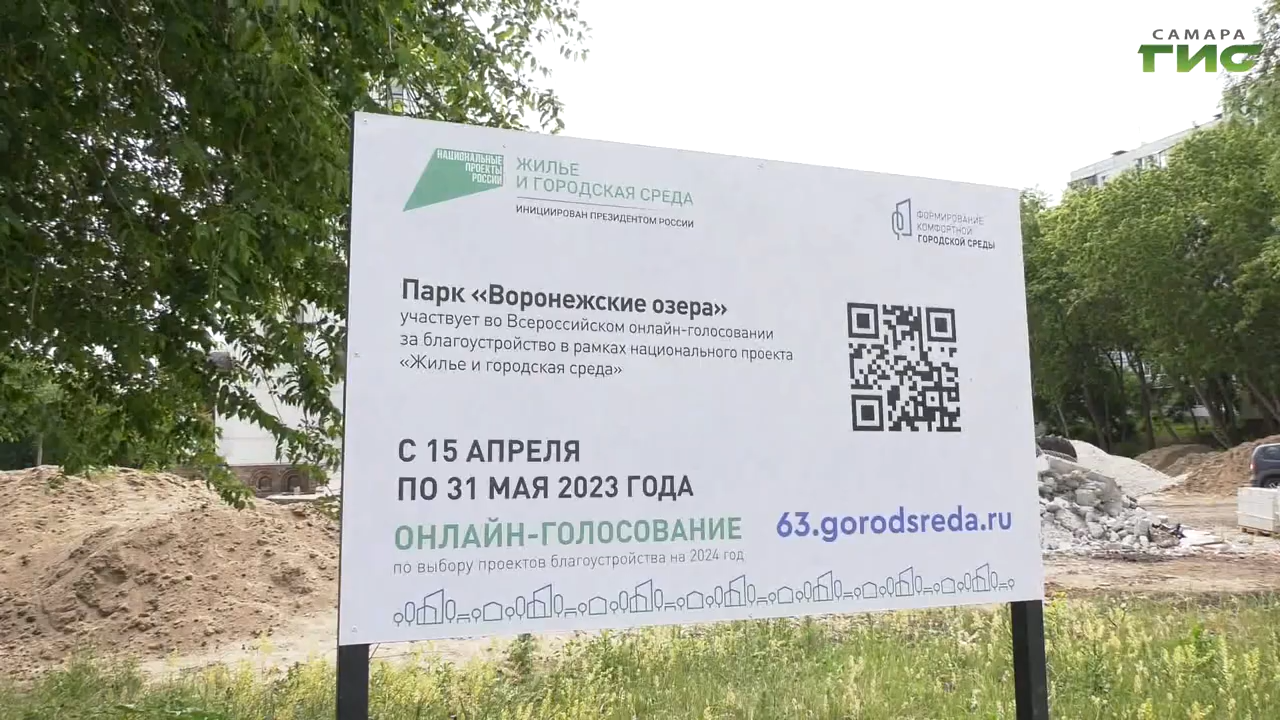 САМАРА
ГИС
НАЦИОНАЛЬНЫЕ
ПРОЕКТЫ
РОССИИ
ЖИЛЬЕ
И ГОРОДСКАЯ СРЕДА
ИНИЦИИРОВАН ПРЕЗИДЕНТОМ РОССИИ
ФОРМИРОВАНИЕ
КОМФОРТНОЙ
ГОРОДСКОЙ СРЕДЫ
Парк «Воронежские озера»
участвует во Всероссийском онлайн-голосовании
за благоустройство в рамках национального проекта
«Жилье и городская среда»
С 15 АПРЕЛЯ
ПО 31 МАЯ 2023 ГОДА
ОНЛАЙН-ГОЛОСОВАНИЕ
по выбору проектов благоустройства на 2024 год
63.gorodsreda.ru